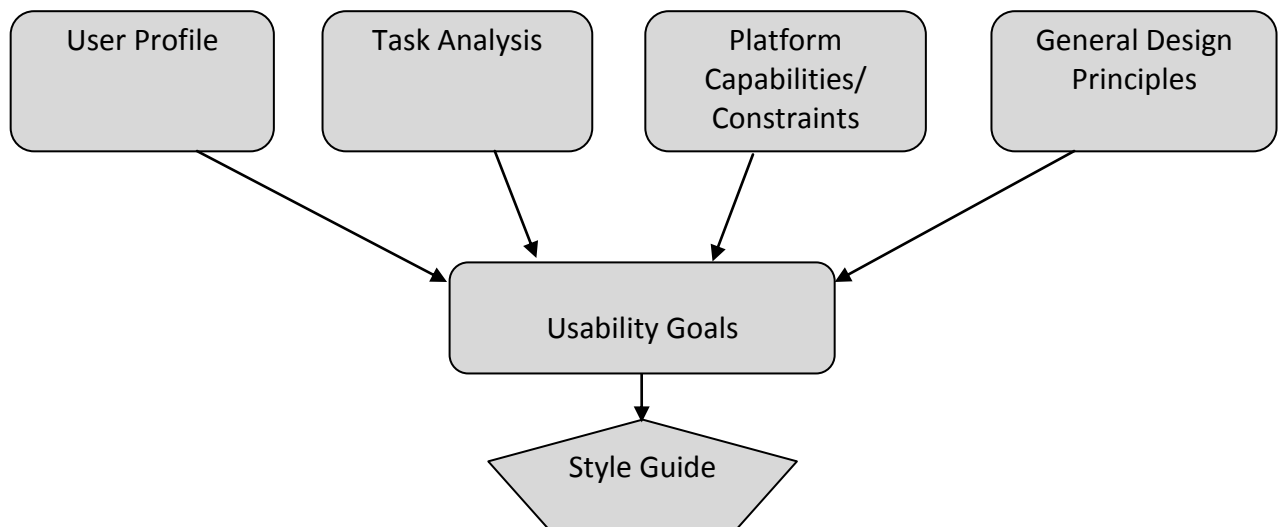 User Profile
Task Analysis
Platform
Capabilities/
Constraints
General Design
Principles
Usability Goals
Style Guide